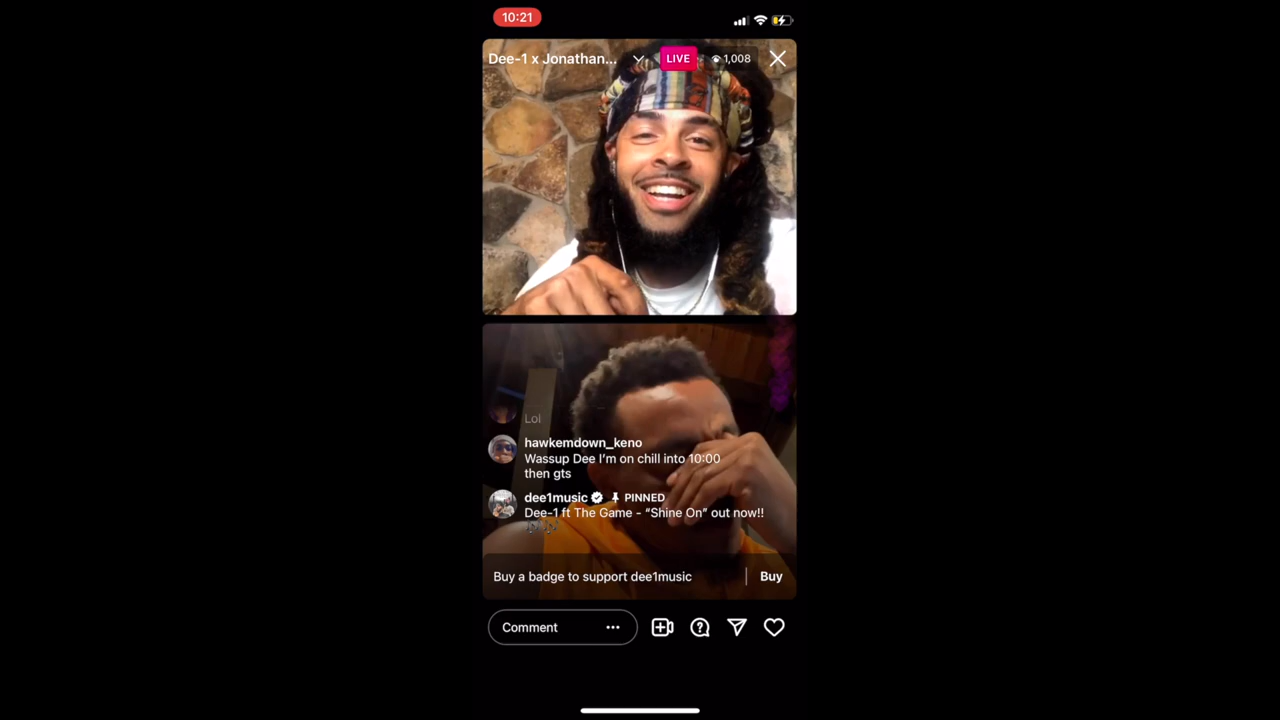 10:21
Dee-1 x Jonathan...
LIVE
1,008
Lol
hawkemdown_keno
Wassup Dee I'm on chill into 10:00
then gts
dee1music PINNED
Dee-1 ft The Game - “Shine On” out now!!
Buy a badge to support dee1music
Buy
Comment